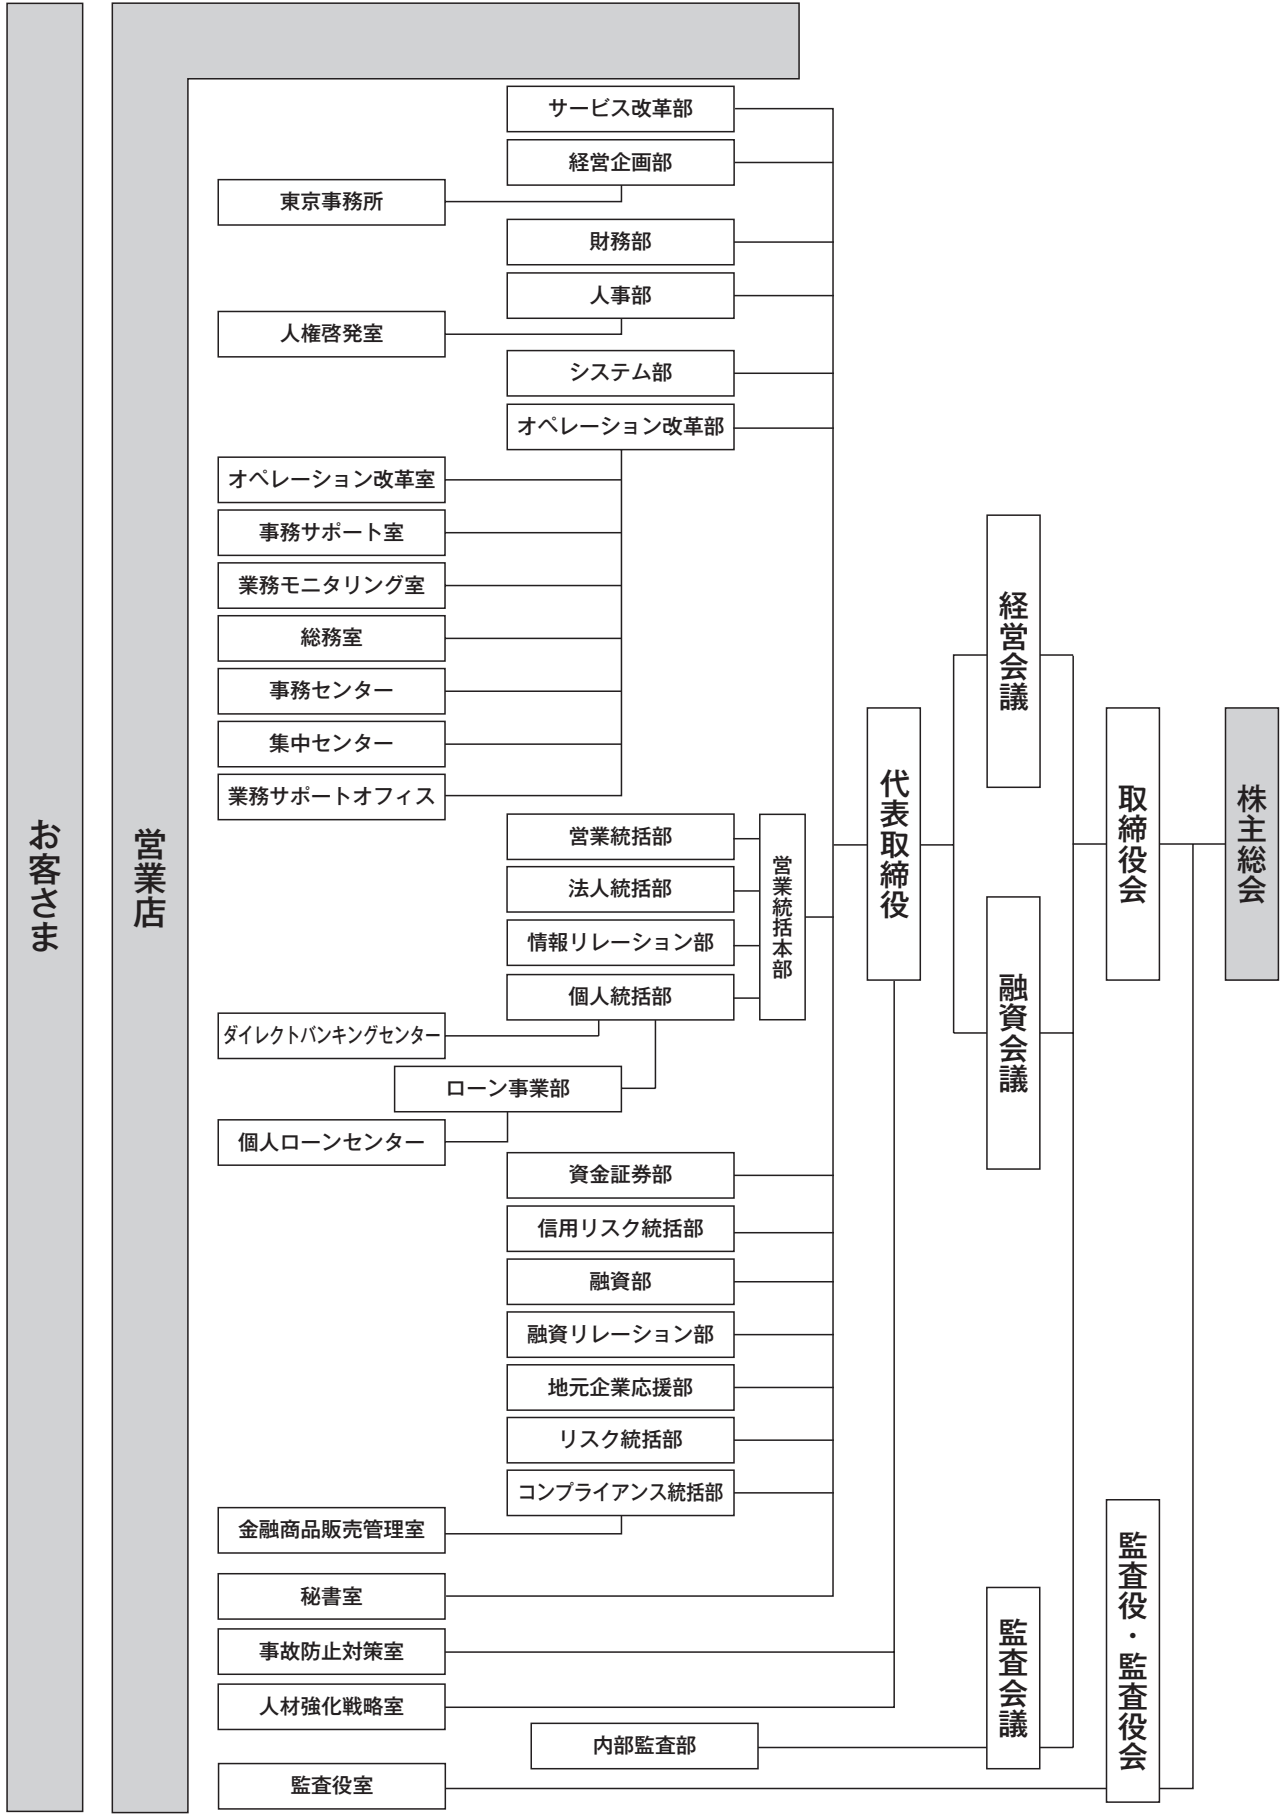 サービス改革部
経営企画部
東京事務所
財務部
人事部
人権啓発室
システム部
オペレーション改革部
オペレーション改革室
事務サポート室
業務モニタリング室
総務室
事務センター
集中センター
業務サポートオフィス
営業統括部
法人統括部
情報リレーション部
個人統括部
営業統括本部
ダイレクトバンキングセンター
ローン事業部
個人ローンセンター
資金証券部
信用リスク統括部
融資部
融資リレーション部
地元企業応援部
リスク統括部
コンプライアンス統括部
金融商品販売管理室
秘書室
事故防止対策室
人材強化戦略室
内部監査部
監査役室
お客さま
営業店
代表取締役
経営会議
融資会議
監査会議
取締役会
監査役・監査役会
株主総会